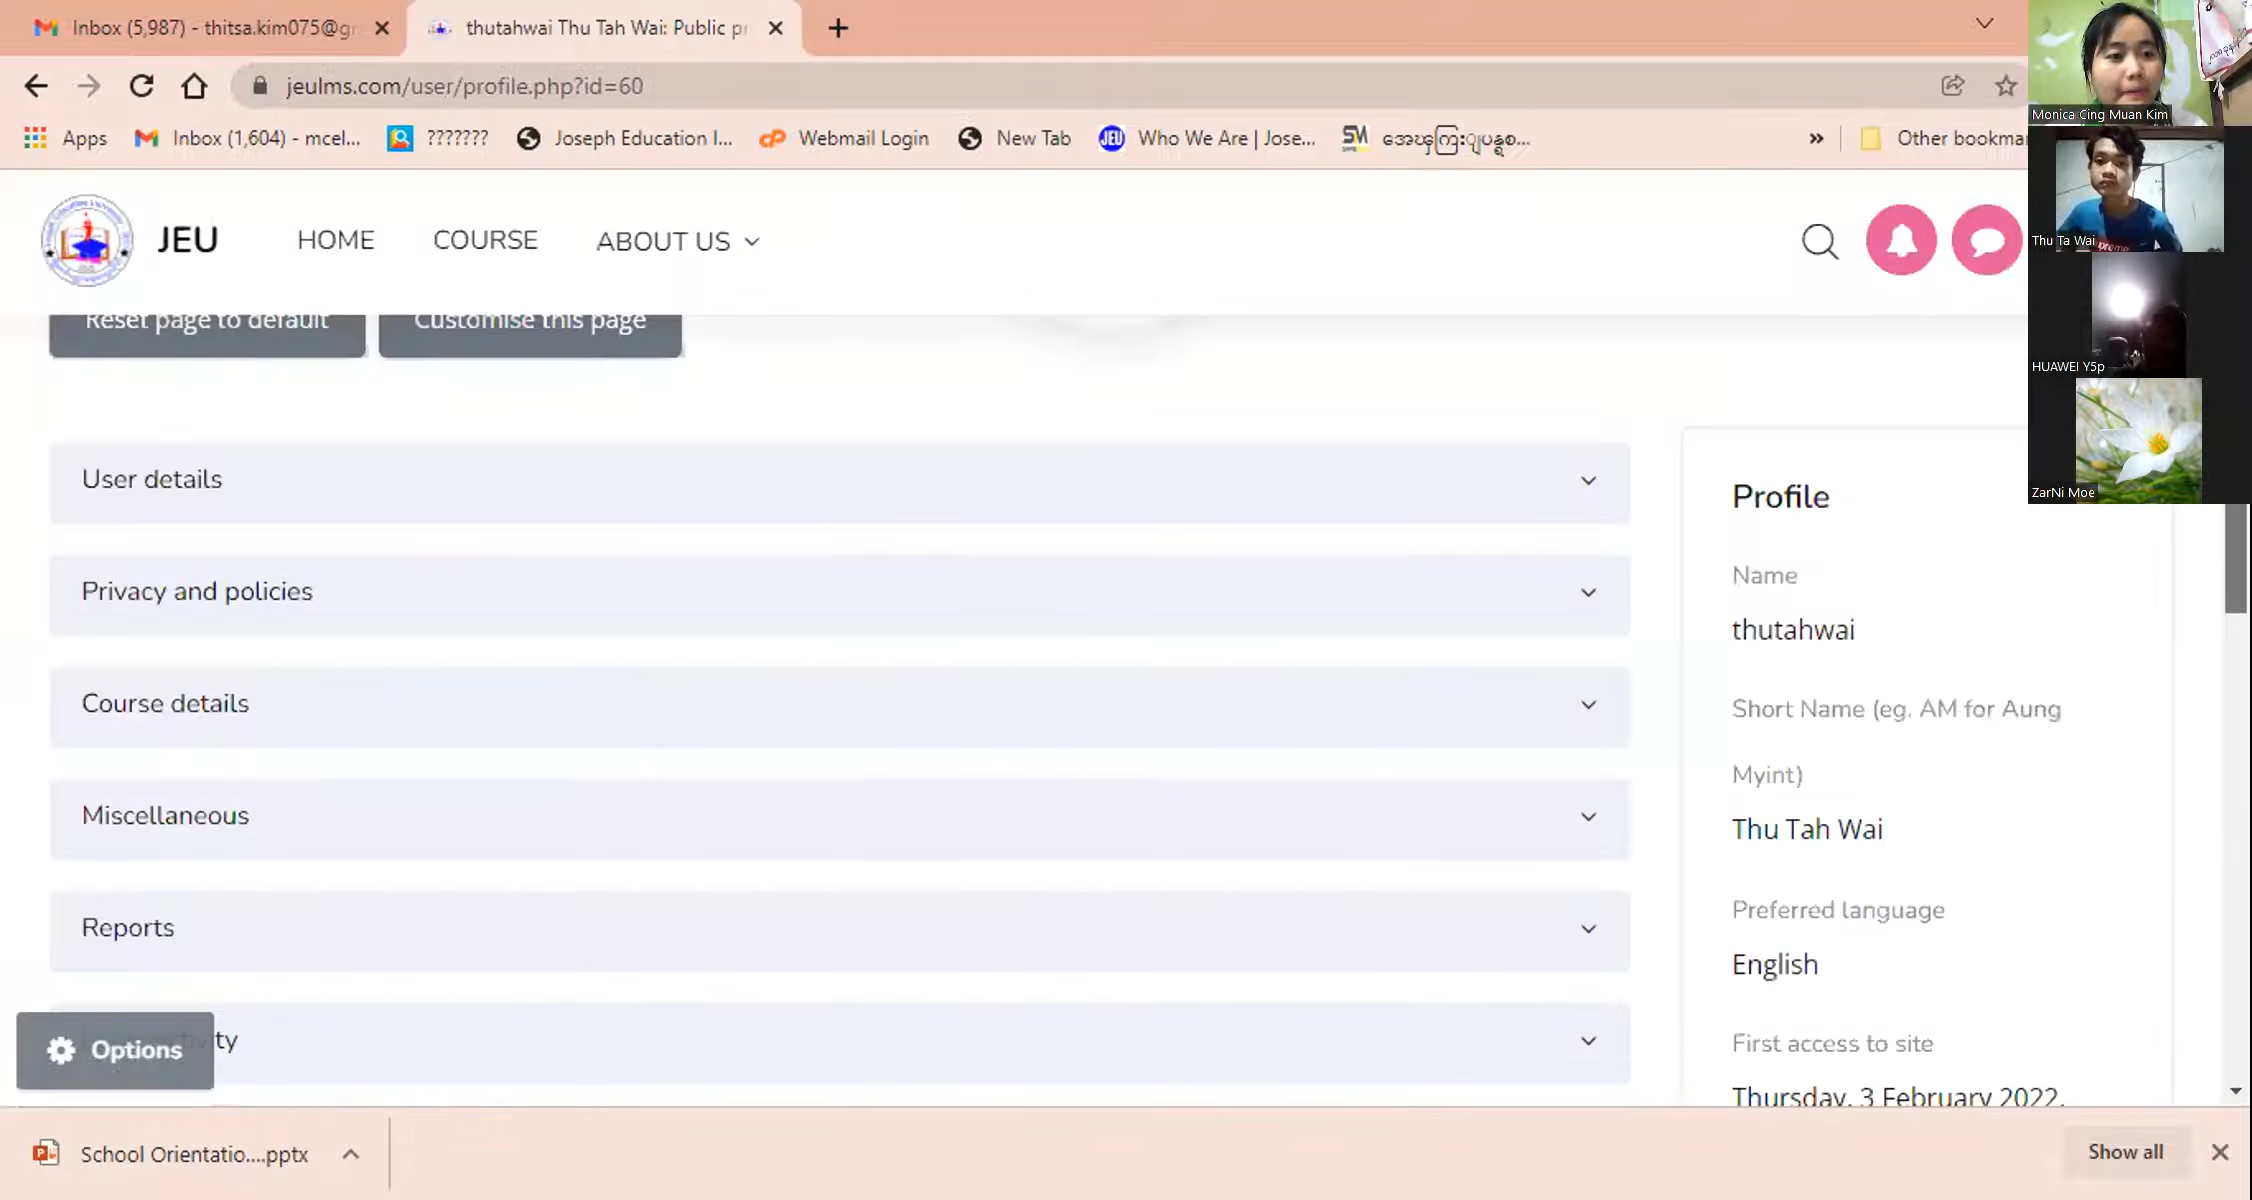 Inbox (5,987) - thitsa.kim075@gr
thutahwai Thu Tah Wai: Public pr
jeulms.com/user/profile.php?id=60
Apps
Inbox (1,604) - mcel...
???????
Joseph Education I...
Webmail Login
New Tab
JEU
Who We Are | Jose...
»
Other bookmar
JEU
HOME
COURSE
ABOUT US
Reset page to default
Customise this page
User details
Privacy and policies
Course details
Miscellaneous
Reports
ty
Options
Profile
Name
thutahwai
Short Name (eg. AM for Aung
Myint)
Thu Tah Wai
Preferred language
English
First access to site
Thursday, 3 February 2022,
School Orientatio....pptx
Show all
Monica Cing Muan Kim
Thu Ta Wai
HUAWEI Y5p
ZarNi Moe